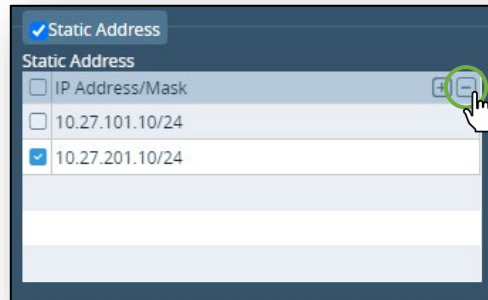 Static Address
Static Address
IP Address/Mask
10.27.101.10/24
10.27.201.10/24